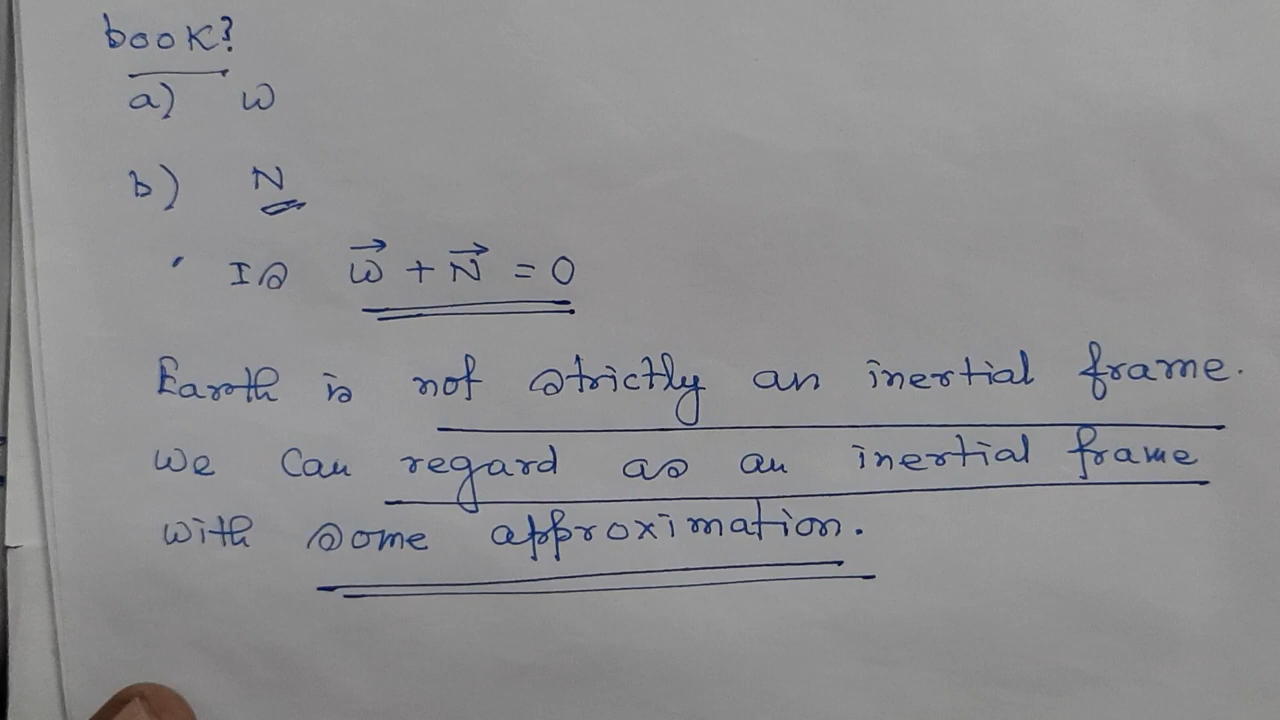 book?
a) W
b) N
Is W⃗ + N⃗ = 0
Earth is not strictly an inertial frame.
We can regard as an inertial frame
with some approximation.